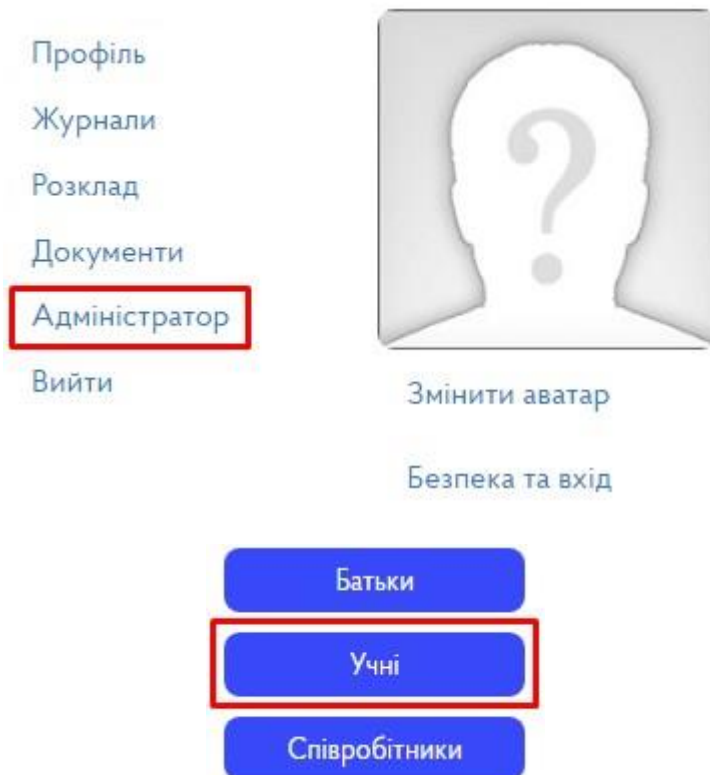 Профіль
Журнали
Розклад
Документи
Адміністратор
Вийти
?
Змінити аватар
Безпека та вхід
Батьки
Учні
Співробітники